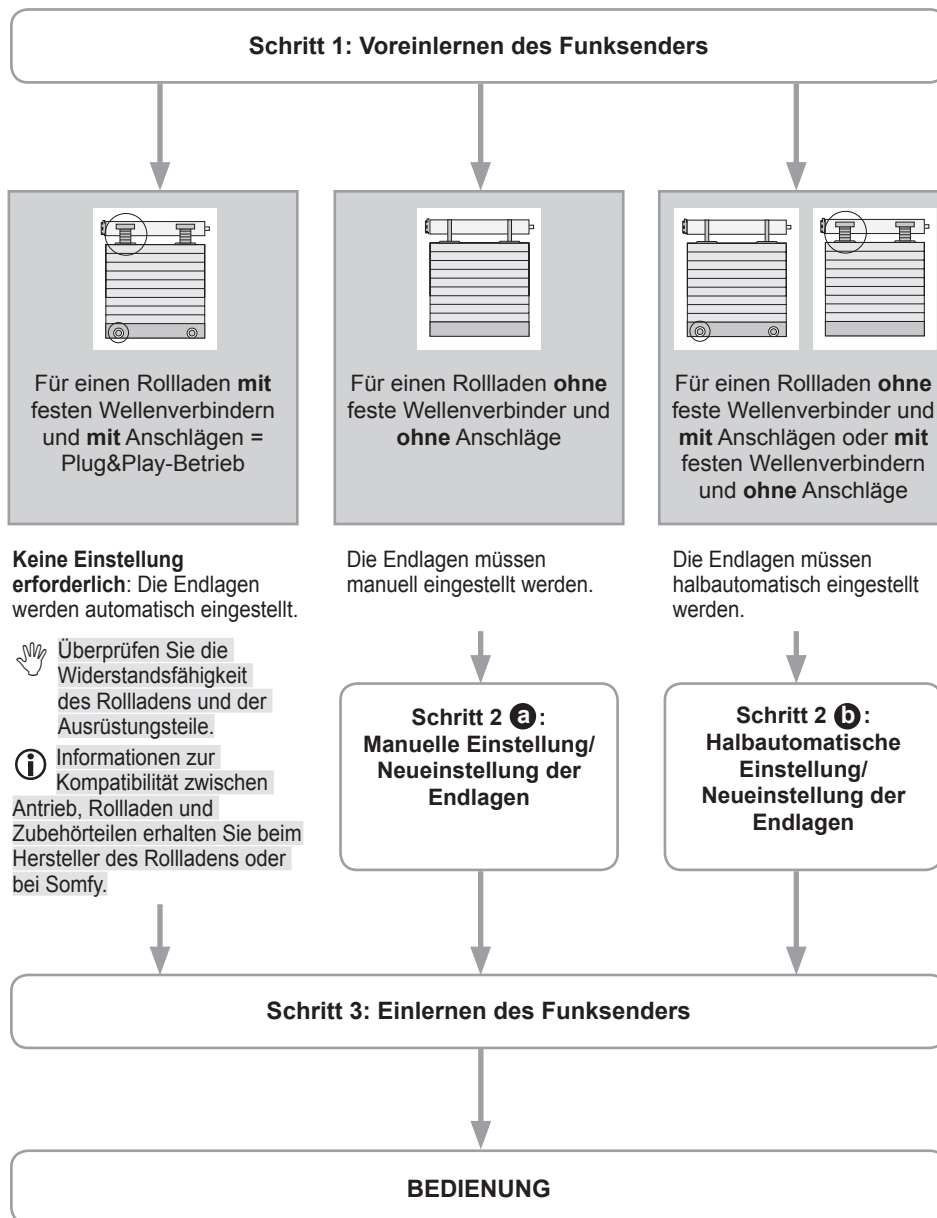 Schritt 1: Voreinlernen des Funksenders
Für einen Rollladen mit
festen Wellenverbindern
und mit Anschlägen =
Plug&Play-Betrieb
Für einen Rollladen ohne
feste Wellenverbinder und
ohne Anschläge
Für einen Rollladen ohne
feste Wellenverbinder und
mit Anschlägen oder mit
festen Wellenverbindern
und ohne Anschläge
Keine Einstellung
erforderlich: Die Endlagen
werden automatisch eingestellt.
Überprüfen Sie die
Widerstandsfähigkeit
des Rollladens und der
Ausrüstungsteile.
Informationen zur
Kompatibilität zwischen
Antrieb, Rollladen und
Zubehörteilen erhalten Sie beim
Hersteller des Rollladens oder
bei Somfy.
Die Endlagen müssen
manuell eingestellt werden.
Schritt 2 a:
Manuelle Einstellung/
Neueinstellung der
Endlagen
Die Endlagen müssen
halbautomatisch eingestellt
werden.
Schritt 2 b:
Halbautomatische
Einstellung/
Neueinstellung der
Endlagen
Schritt 3: Einlernen des Funksenders
BEDIENUNG